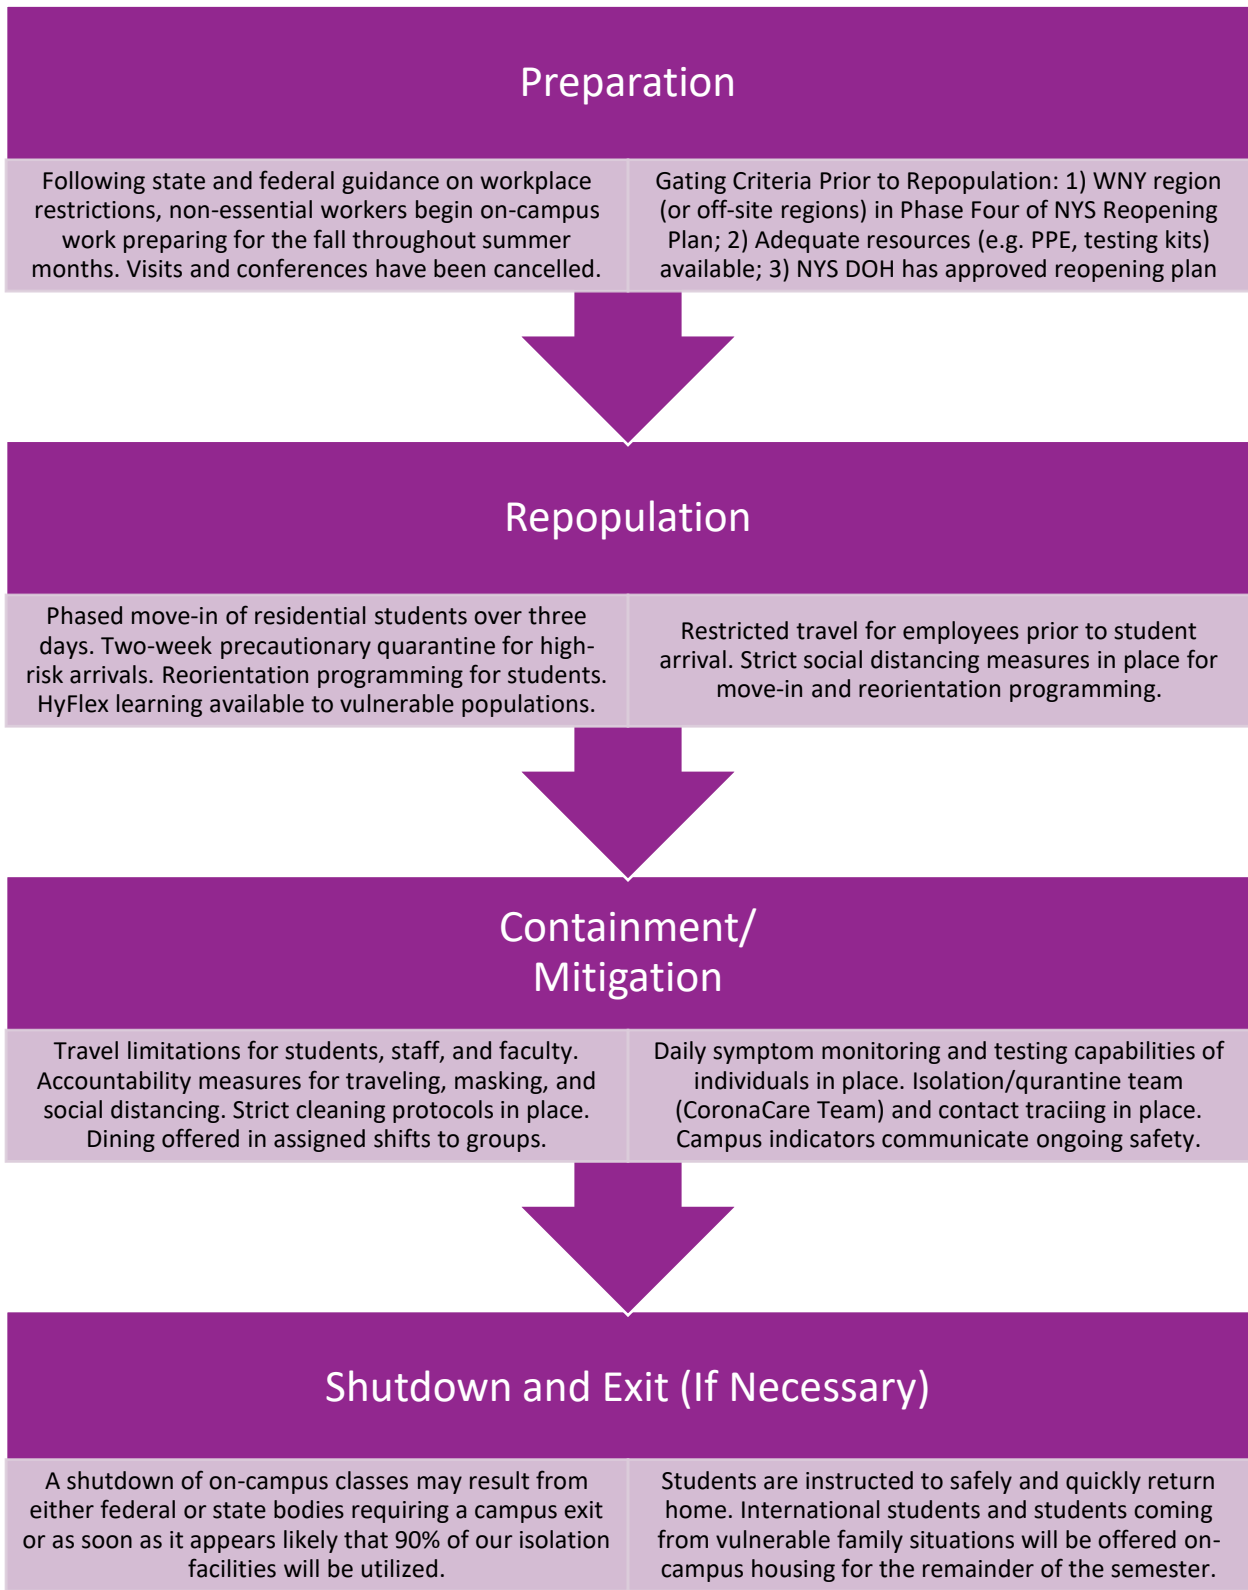 Preparation
Following state and federal guidance on workplace
restrictions, non-essential workers begin on-campus
work preparing for the fall throughout summer
months. Visits and conferences have been cancelled.
Gating Criteria Prior to Repopulation: 1) WNY region
(or off-site regions) in Phase Four of NYS Reopening
Plan; 2) Adequate resources (e.g. PPE, testing kits)
available; 3) NYS DOH has approved reopening plan
Repopulation
Phased move-in of residential students over three
days. Two-week precautionary quarantine for high-
risk arrivals. Reorientation programming for students.
HyFlex learning available to vulnerable populations.
Restricted travel for employees prior to student
arrival. Strict social distancing measures in place for
move-in and reorientation programming.
Containment/
Mitigation
Travel limitations for students, staff, and faculty.
Accountability measures for traveling, masking, and
social distancing. Strict cleaning protocols in place.
Dining offered in assigned shifts to groups.
Daily symptom monitoring and testing capabilities of
individuals in place. Isolation/qurantine team
(CoronaCare Team) and contact traciing in place.
Campus indicators communicate ongoing safety.
Shutdown and Exit (If Necessary)
A shutdown of on-campus classes may result from
either federal or state bodies requiring a campus exit
or as soon as it appears likely that 90% of our isolation
facilities will be utilized.
Students are instructed to safely and quickly return
home. International students and students coming
from vulnerable family situations will be offered on-
campus housing for the remainder of the semester.